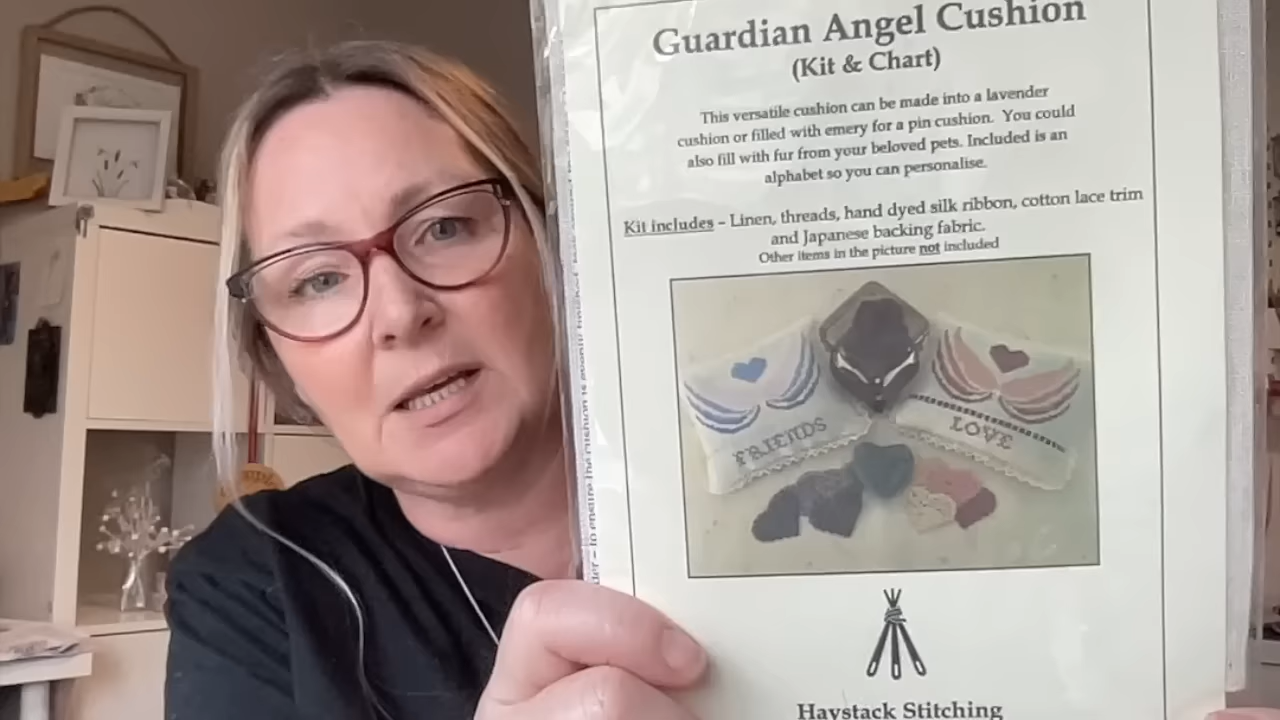 Guardian Angel Cushion
(Kit & Chart)
This versatile cushion can be made into a lavender
cushion or filled with emery for a pin cushion. You could
also fill with fur from your beloved pets. Included is an
alphabet so you can personalise.
Kit includes – Linen, threads, hand dyed silk ribbon, cotton lace trim
and Japanese backing fabric.
Other items in the picture not included
FRIENDS
LOVE
Haystack Stitching